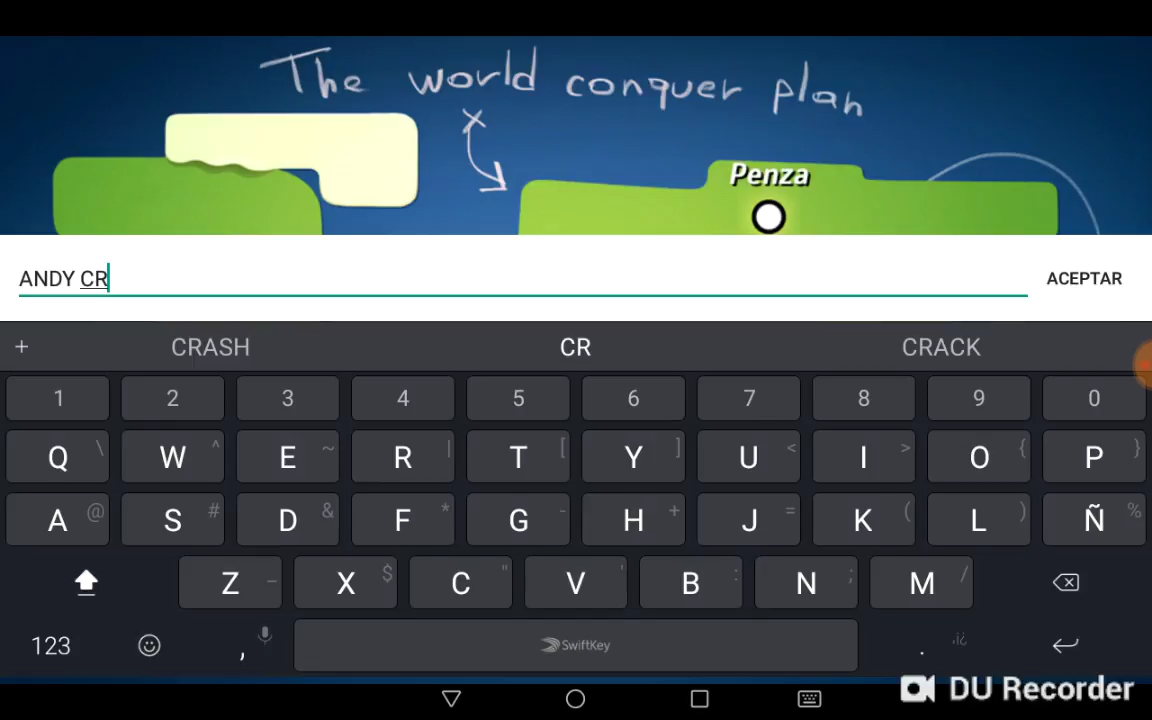 The world conquer plan
Penza
ANDY CR
ACEPTAR
+ CRASH CR CRACK
1 2 3 4 5 6 7 8 9 0
Q \ W ^ E ~ R | T [ Y ] U < I > O { P }
A @ S # D & F * G - H + J = K ( L ) Ñ %
Z _ X $ C " V ' B : N ; M /
123 , SwiftKey . ,¡¿
DU Recorder